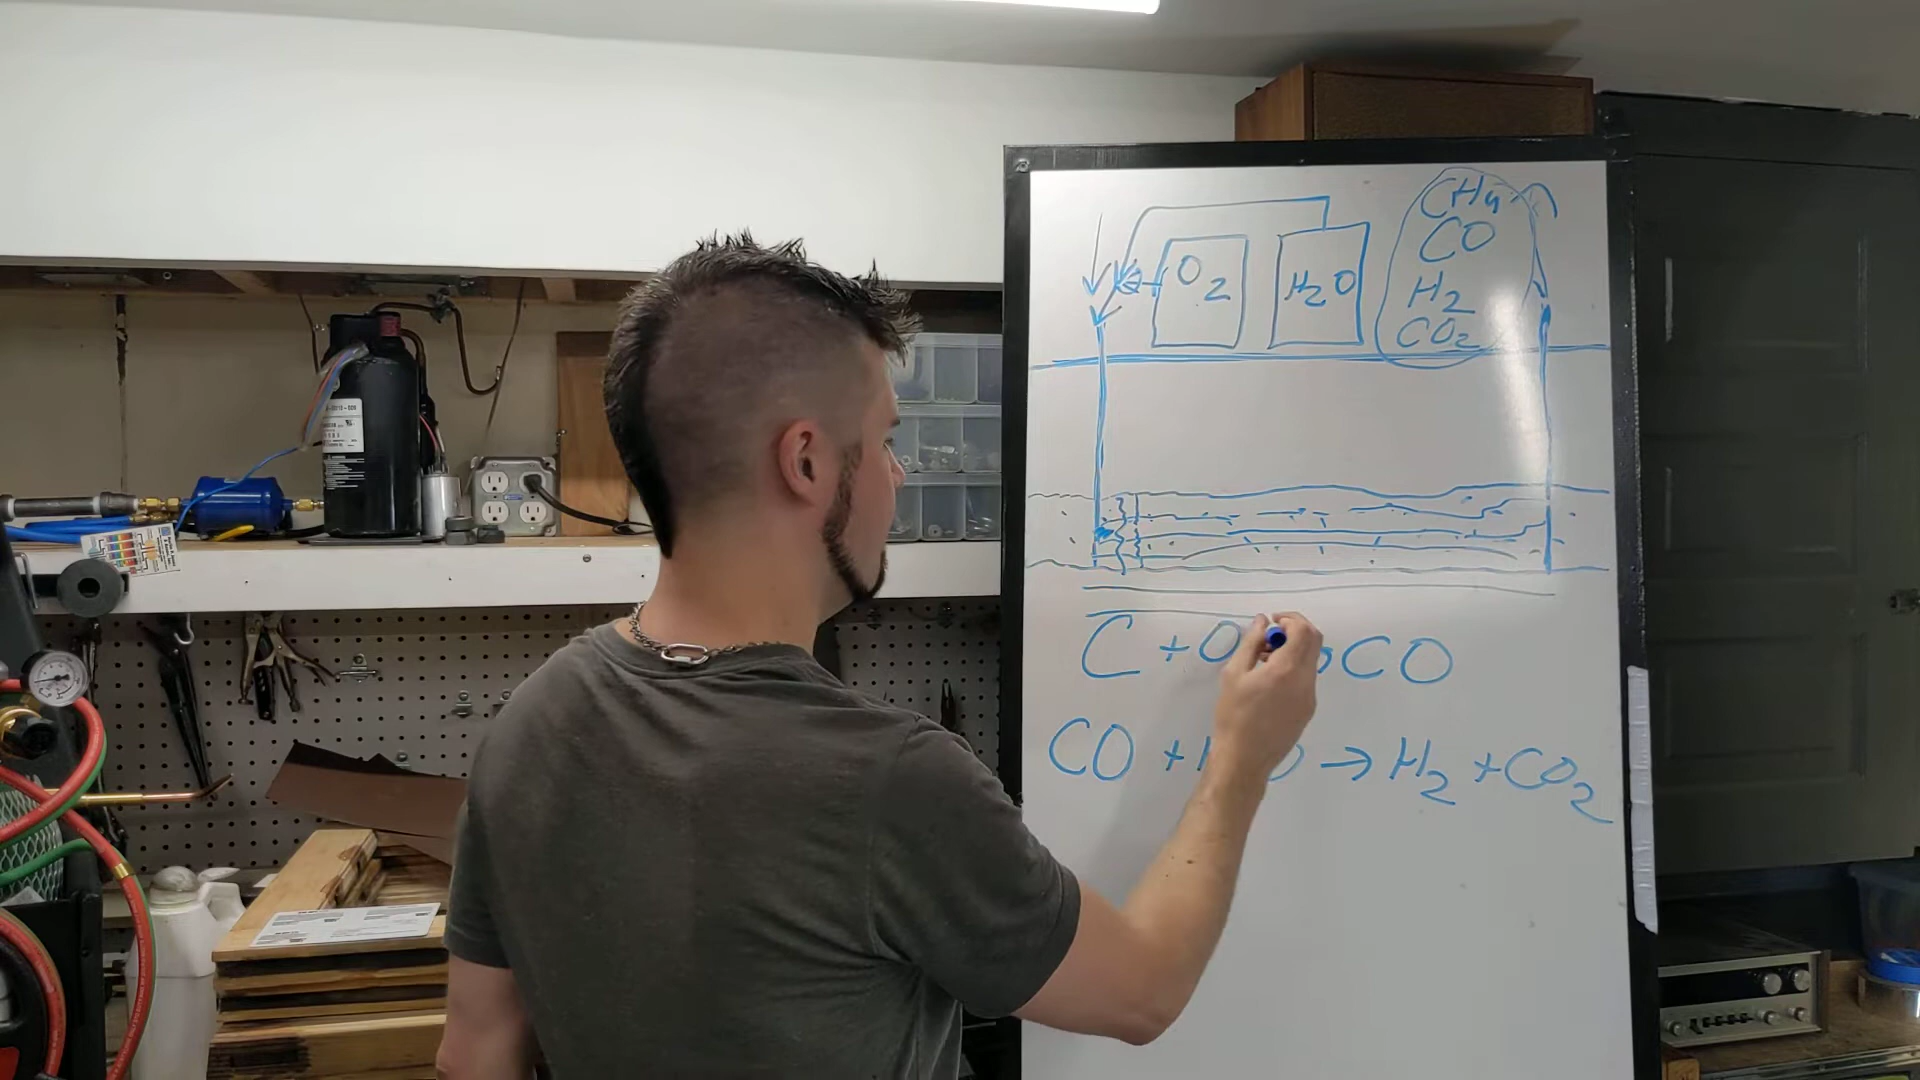 O2
H2O
CH4
CO
H2
CO2
C + O CO
CO + O → H2 + CO2